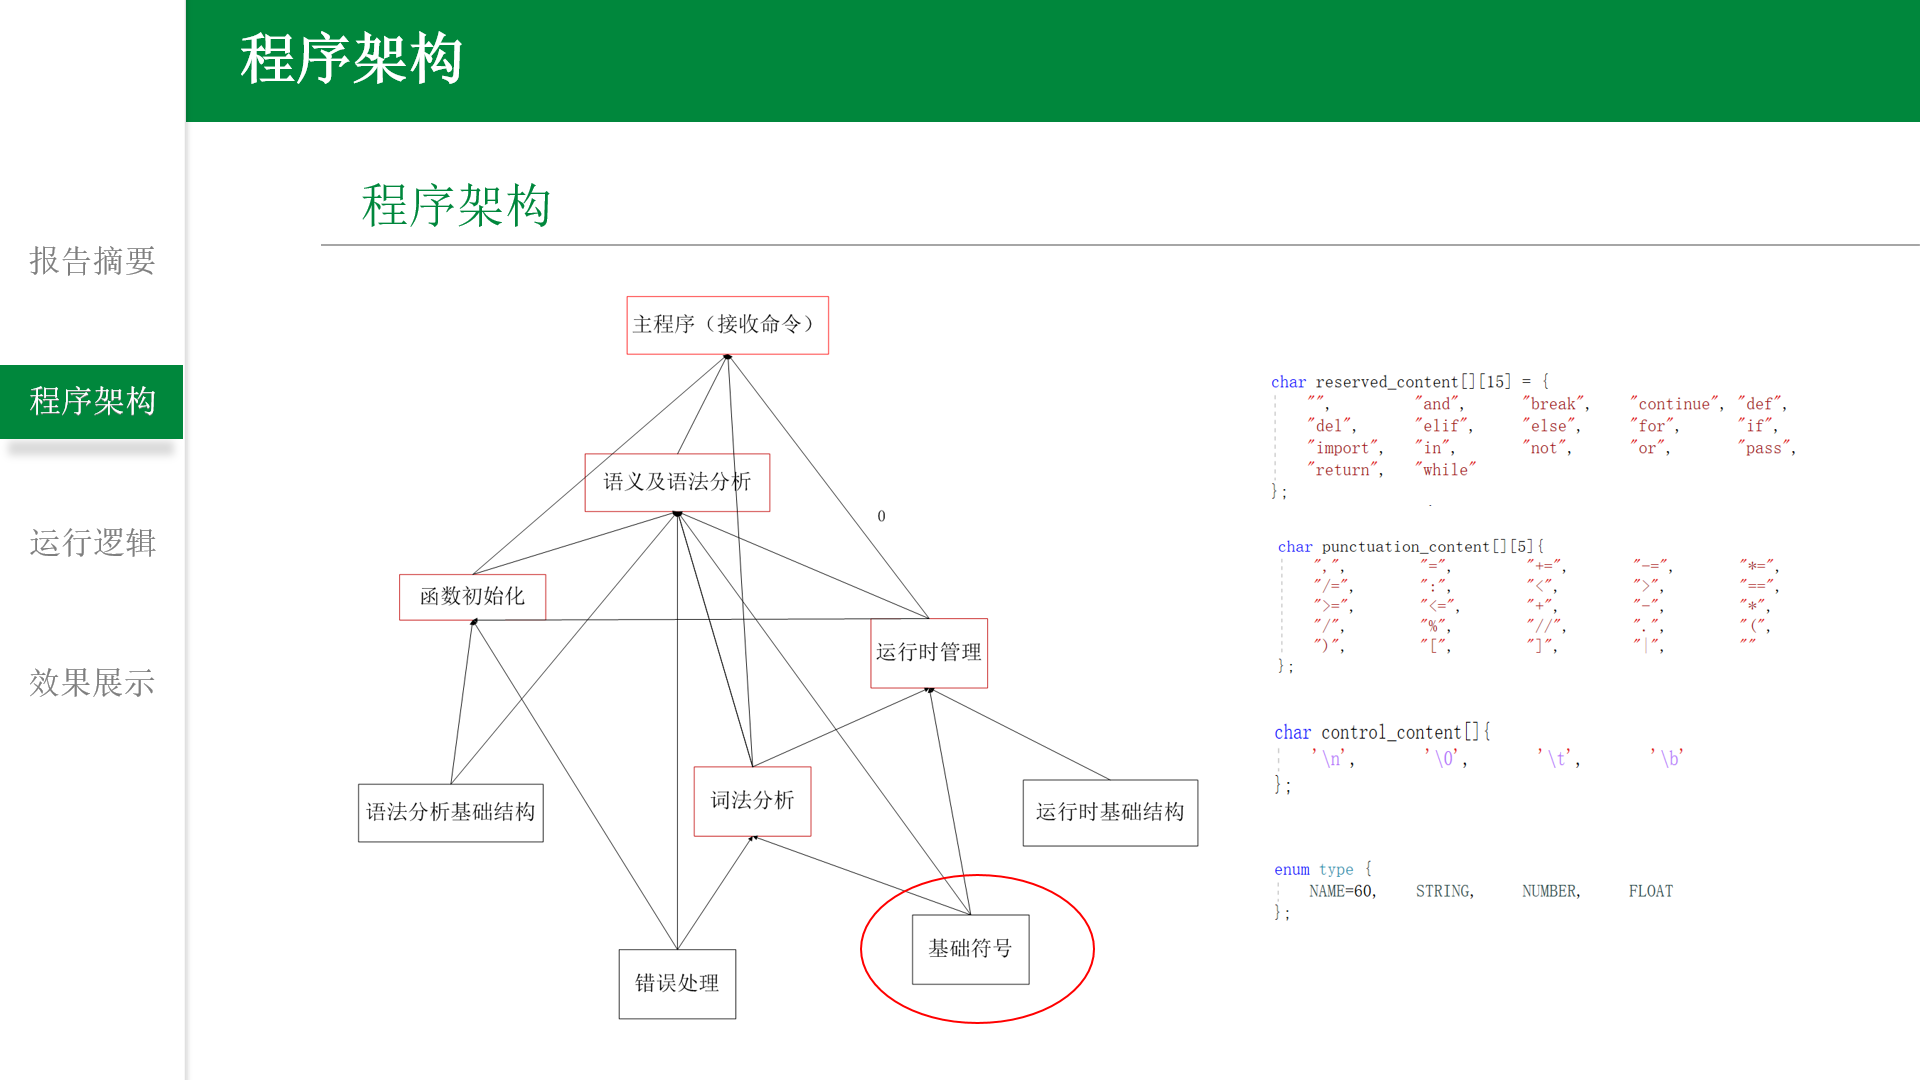 程序架构
报告摘要
程序架构
运行逻辑
效果展示
程序架构
主程序（接收命令）
语义及语法分析
0
函数初始化
运行时管理
语法分析基础结构
词法分析
运行时基础结构
错误处理
基础符号
char reserved_content[][15] = {
"", "and", "break", "continue", "def",
"del", "elif", "else", "for", "if",
"import", "in", "not", "or", "pass",
"return", "while"
};
char punctuation_content[][5]{
",", "=", "+=", "-=", "*=",
"/=", ":", "<", ">", "==",
">=", "<=", "+", "-", "*",
"/", "%", "//", ".", "(",
")", "[", "]", "|", ""
};
char control_content[]{
'\n', '\0', '\t', '\b'
};
enum type {
NAME=60, STRING, NUMBER, FLOAT
};